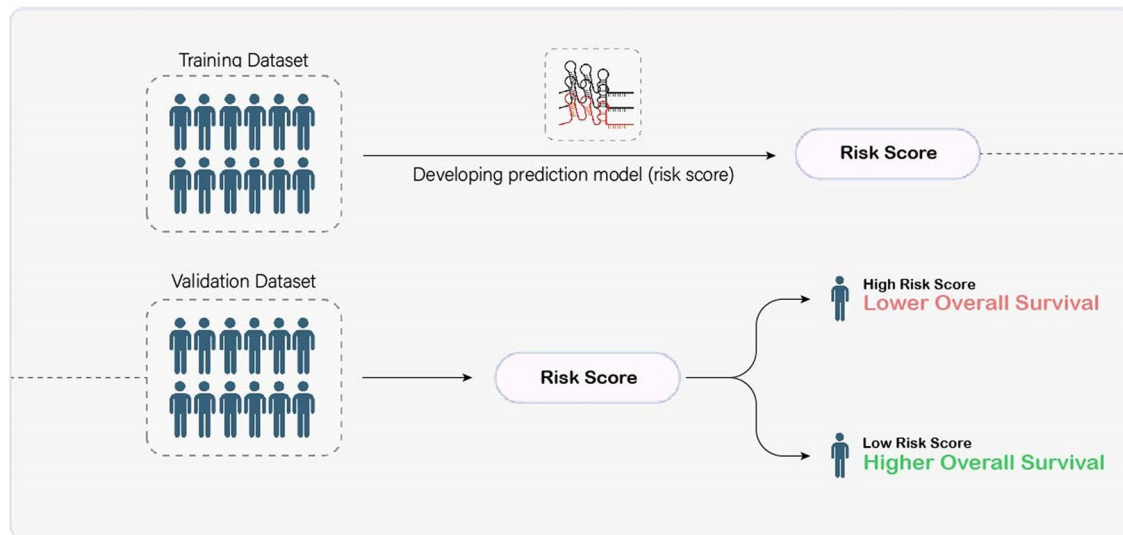 Training Dataset
Developing prediction model (risk score)
Risk Score
Validation Dataset
Risk Score
High Risk Score
Lower Overall Survival
Low Risk Score
Higher Overall Survival